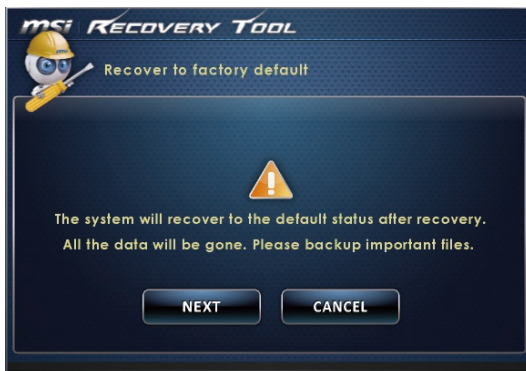 msi RECOVERY TOOL
Recover to factory default
The system will recover to the default status after recovery.
All the data will be gone. Please backup important files.
NEXT
CANCEL